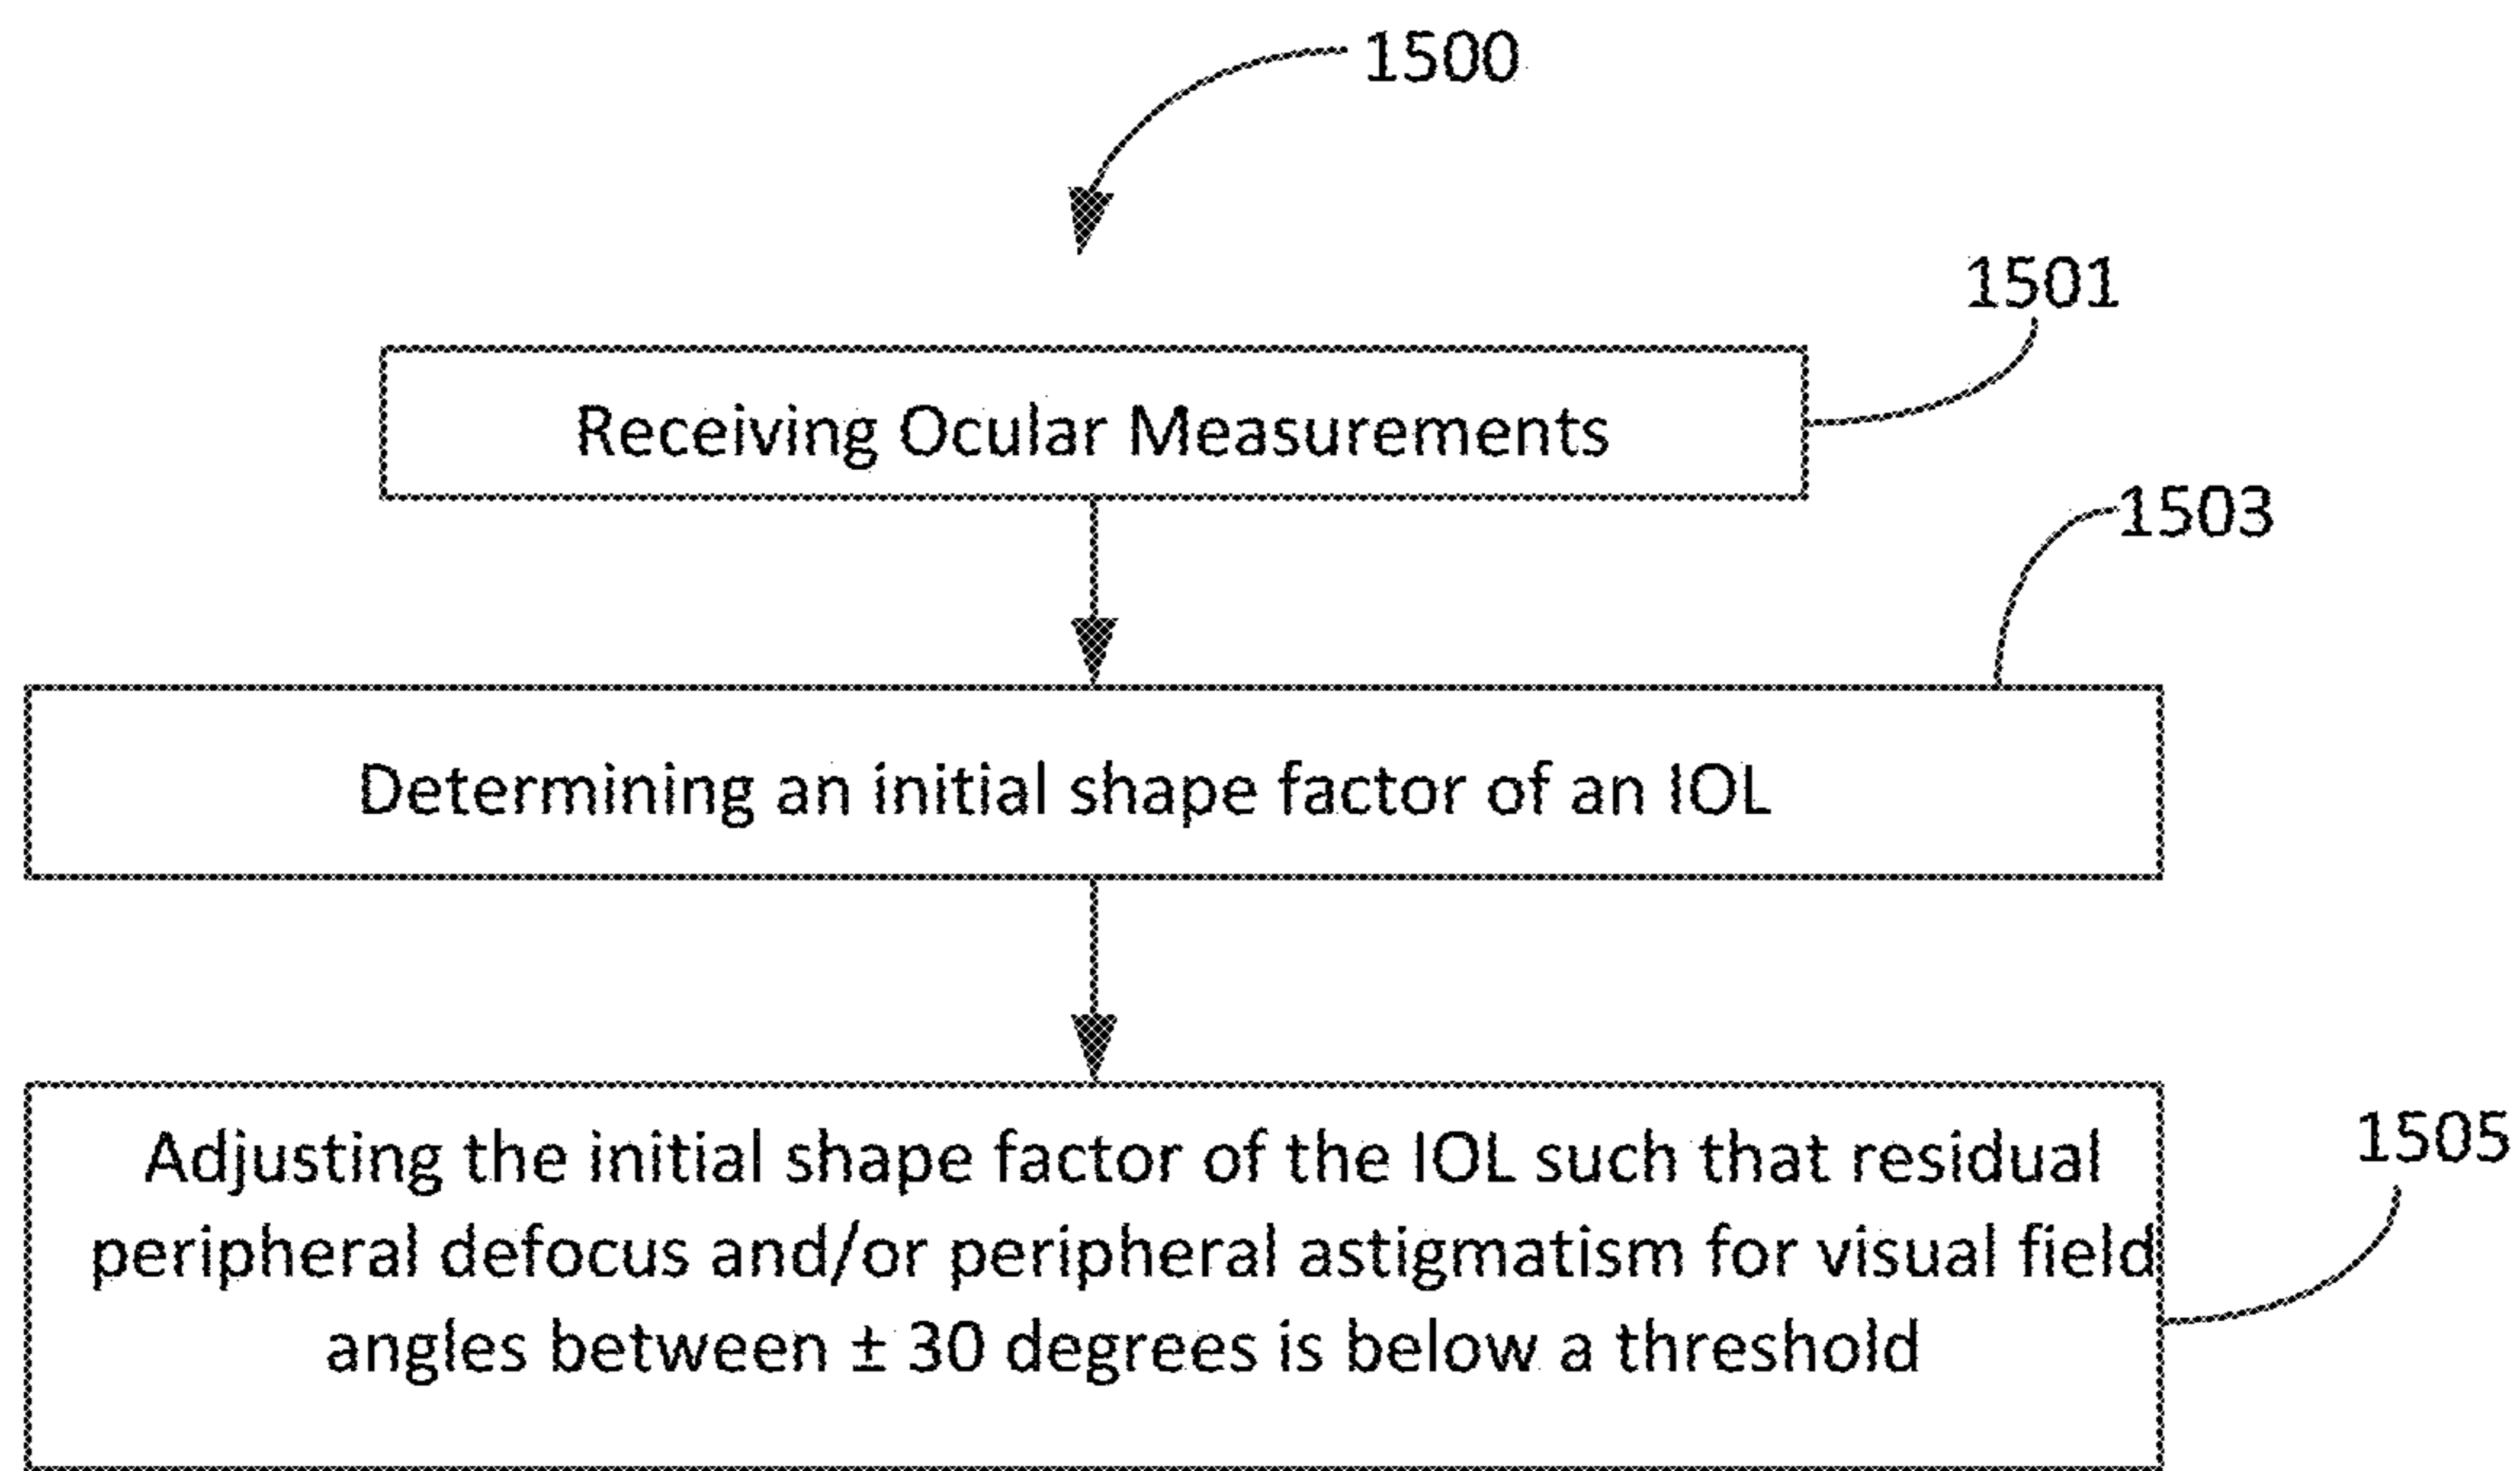 1500
1501
Receiving Ocular Measurements
1503
Determining an initial shape factor of an IOL
Adjusting the initial shape factor of the IOL such that residual
1505
peripheral defocus and/or peripheral astigmatism for visual field
angles between ± 30 degrees is below a threshold